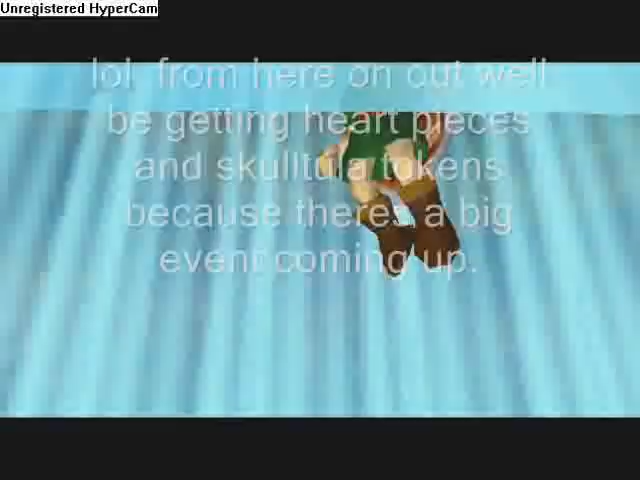 Unregistered HyperCam
lol from here on out well
be getting heart pieces
and skulltula tokens
because theres a big
event coming up.